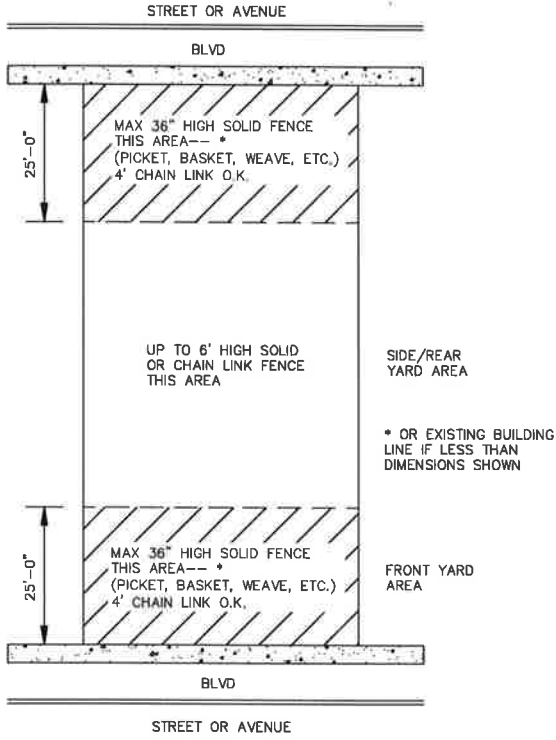 STREET OR AVENUE
BLVD
25'-0"
MAX 36" HIGH SOLID FENCE
THIS AREA-- *
(PICKET, BASKET, WEAVE, ETC.)
4' CHAIN LINK O.K.
UP TO 6' HIGH SOLID
OR CHAIN LINK FENCE
THIS AREA
SIDE/REAR
YARD AREA
* OR EXISTING BUILDING
LINE IF LESS THAN
DIMENSIONS SHOWN
25'-0"
MAX 36" HIGH SOLID FENCE
THIS AREA-- *
(PICKET, BASKET, WEAVE, ETC.)
4' CHAIN LINK O.K.
FRONT YARD
AREA
BLVD
STREET OR AVENUE